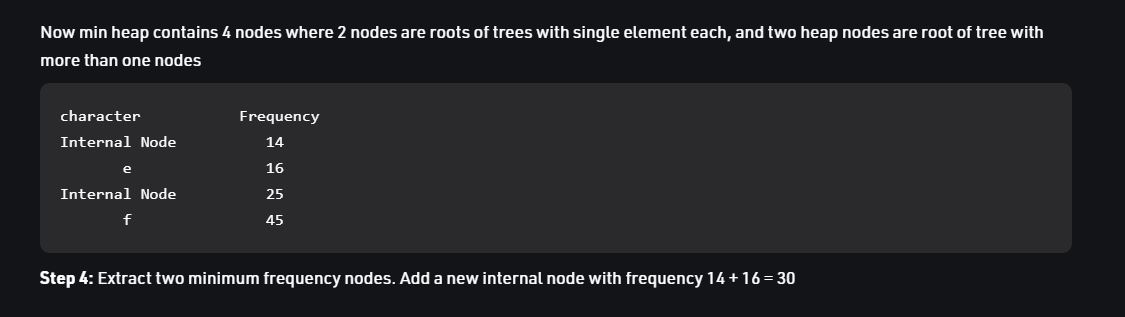 Now min heap contains 4 nodes where 2 nodes are roots of trees with single element each, and two heap nodes are root of tree with
more than one nodes
character Frequency
Internal Node 14
e 16
Internal Node 25
f 45
Step 4: Extract two minimum frequency nodes. Add a new internal node with frequency 14 + 16 = 30